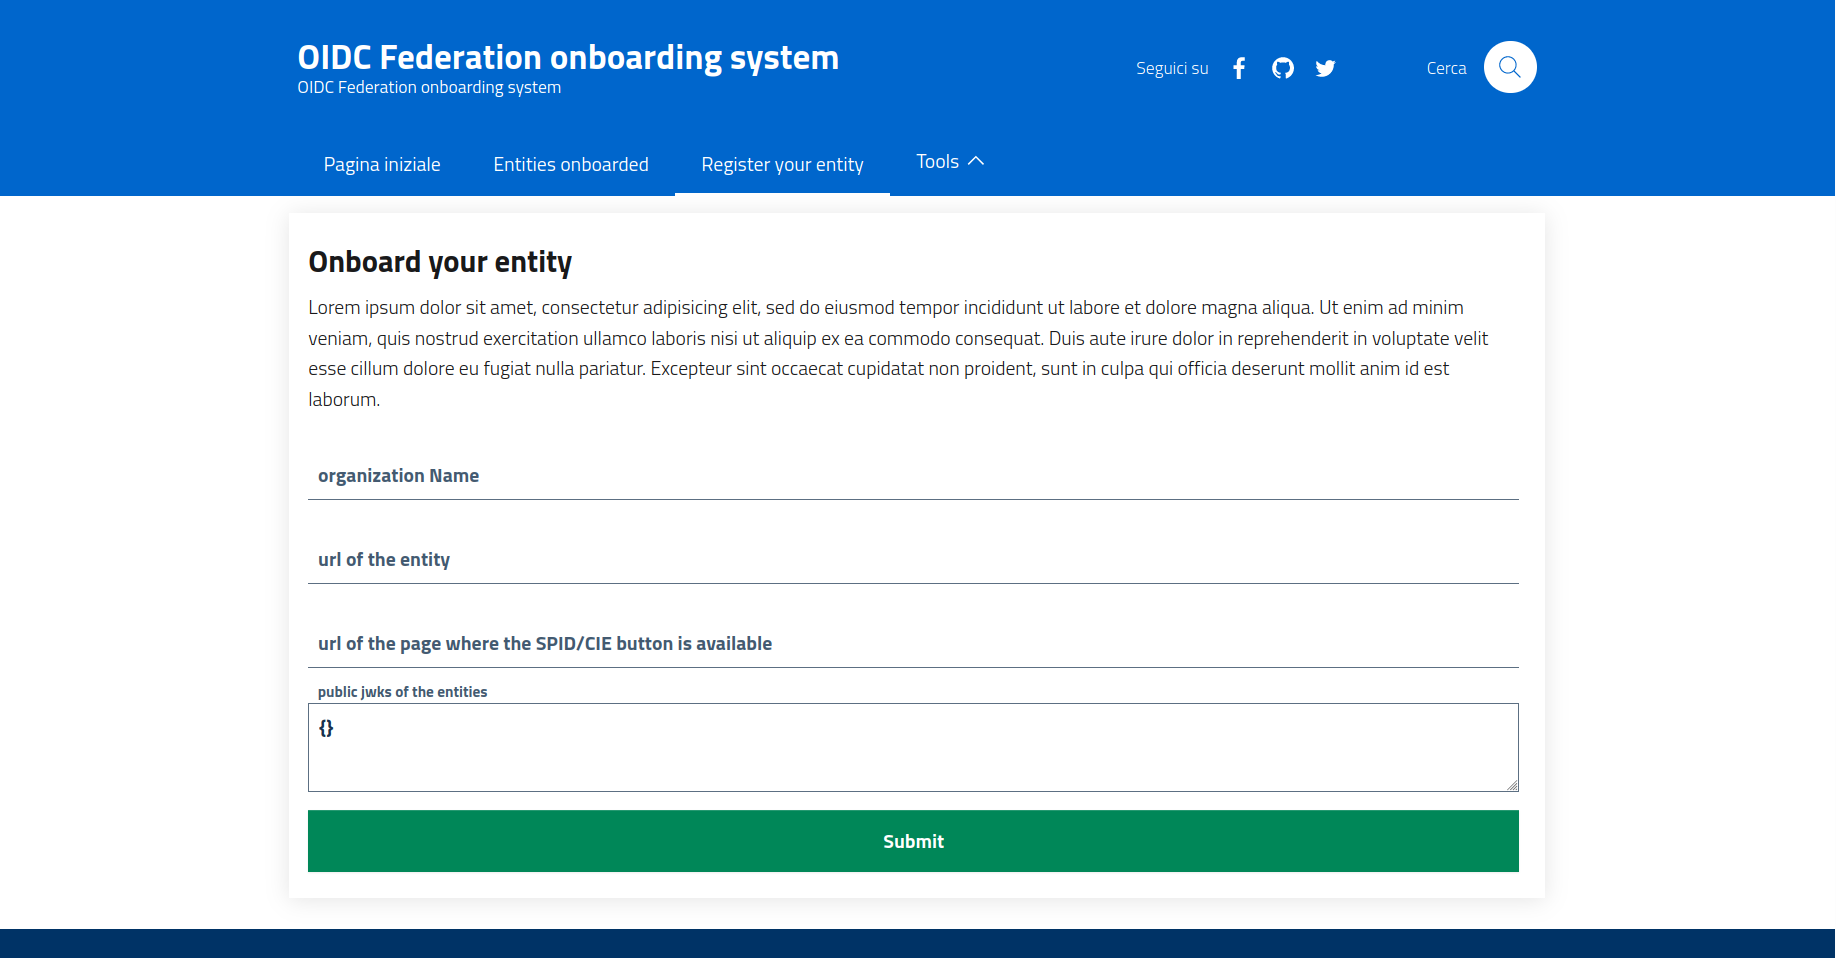 OIDC Federation onboarding system
OIDC Federation onboarding system
Seguici su
Cerca
Pagina iniziale
Entities onboarded
Register your entity
Tools
Onboard your entity
Lorem ipsum dolor sit amet, consectetur adipisicing elit, sed do eiusmod tempor incididunt ut labore et dolore magna aliqua. Ut enim ad minim
veniam, quis nostrud exercitation ullamco laboris nisi ut aliquip ex ea commodo consequat. Duis aute irure dolor in reprehenderit in voluptate velit
esse cillum dolore eu fugiat nulla pariatur. Excepteur sint occaecat cupidatat non proident, sunt in culpa qui officia deserunt mollit anim id est
laborum.
organization Name
url of the entity
url of the page where the SPID/CIE button is available
public jwks of the entities
{}
Submit